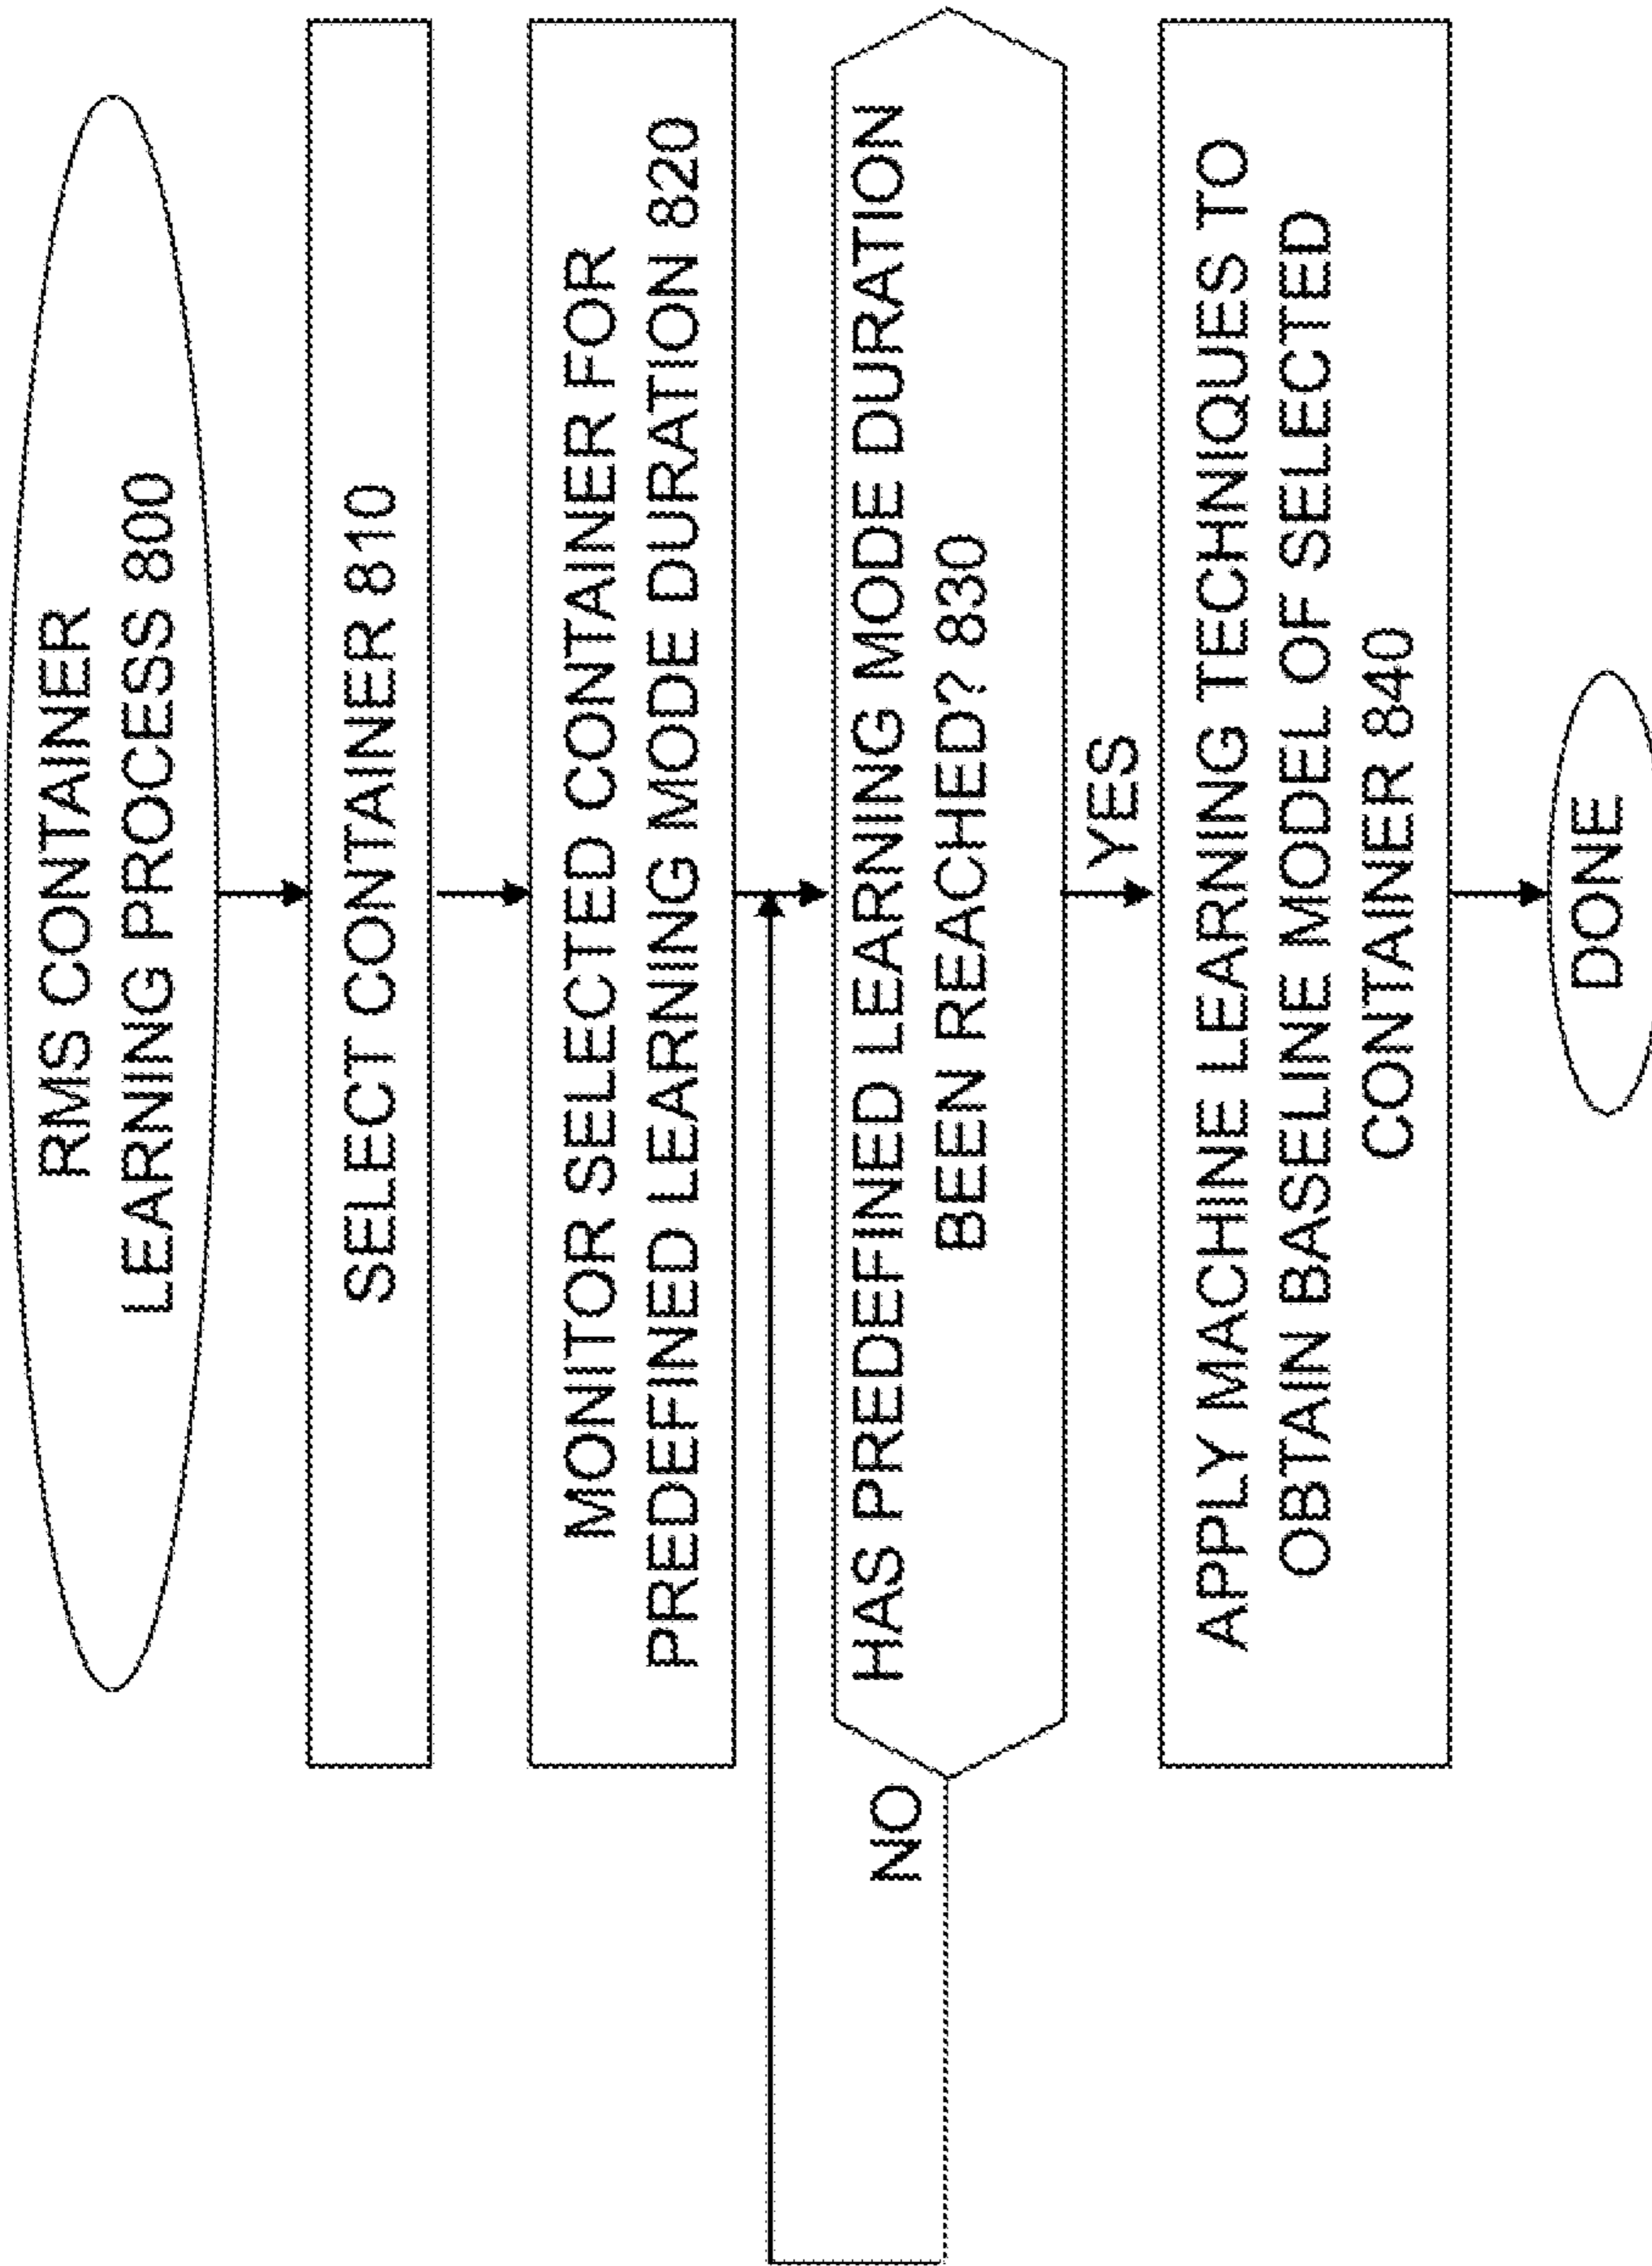 RMS CONTAINER
LEARNING PROCESS 800
SELECT CONTAINER 810
MONITOR SELECTED CONTAINER FOR
PREDEFINED LEARNING MODE DURATION 820
HAS PREDEFINED LEARNING MODE DURATION
BEEN REACHED? 830
NO
YES
APPLY MACHINE LEARNING TECHNIQUES TO
OBTAIN BASELINE MODEL OF SELECTED
CONTAINER 840
DONE